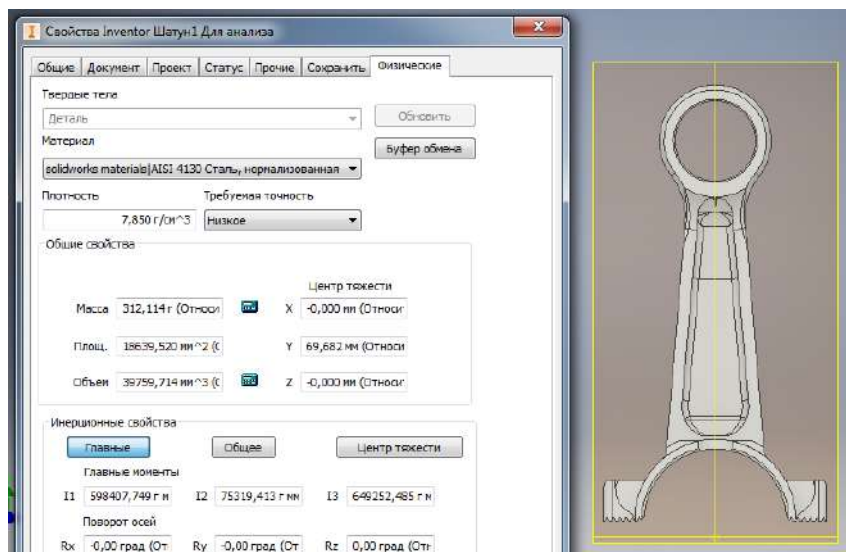 Свойства Inventor Шатун1 Для анализа
Общие Документ Проект Статус Прочие Сохранить Физические
Твердые тела
Деталь
Обновить
Материал
Буфер обмена
solidworks materials|AISI 4130 Сталь, нормализованная
Плотность Требуемая точность
7,850 г/см^3 Низкое
Общие свойства
Центр тяжести
Масса 312,114 г (Относи X -0,000 мм (Относит
Площ. 18639,520 мм^2 (С Y 69,682 мм (Относи
Объем 39759,714 мм^3 (С Z -0,000 мм (Относит
Инерционные свойства
Главные Общее Центр тяжести
Главные моменты
I1 598407,749 г м I2 75319,413 г мм I3 649252,485 г м
Поворот осей
Rx -0,00 град (От Ry -0,00 град (От Rz 0,00 град (Отн